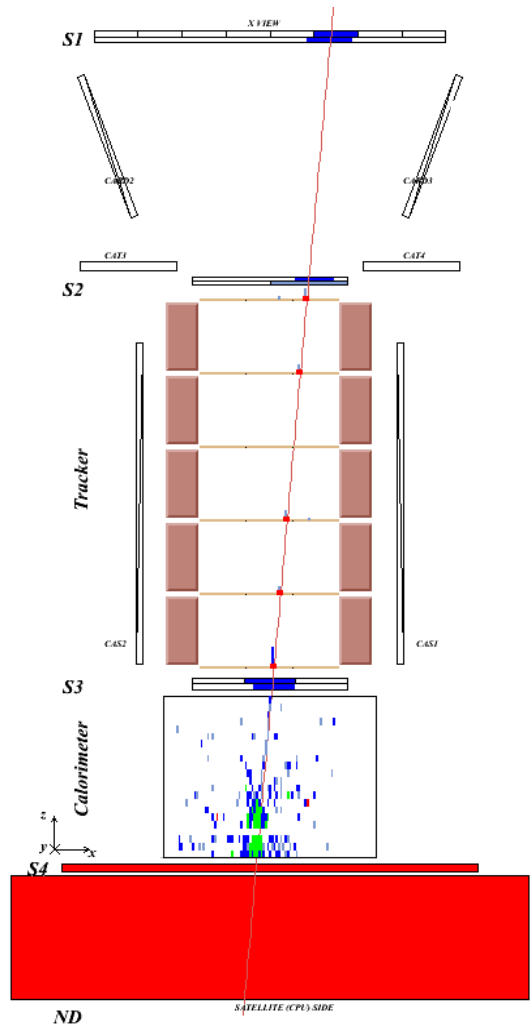 X VIEW
S1
CARD2
CARD3
CAT3
CAT4
S2
Tracker
CAS2
CAS1
S3
Calorimeter
z
y
x
S4
SATELLITE (CPU) SIDE
ND